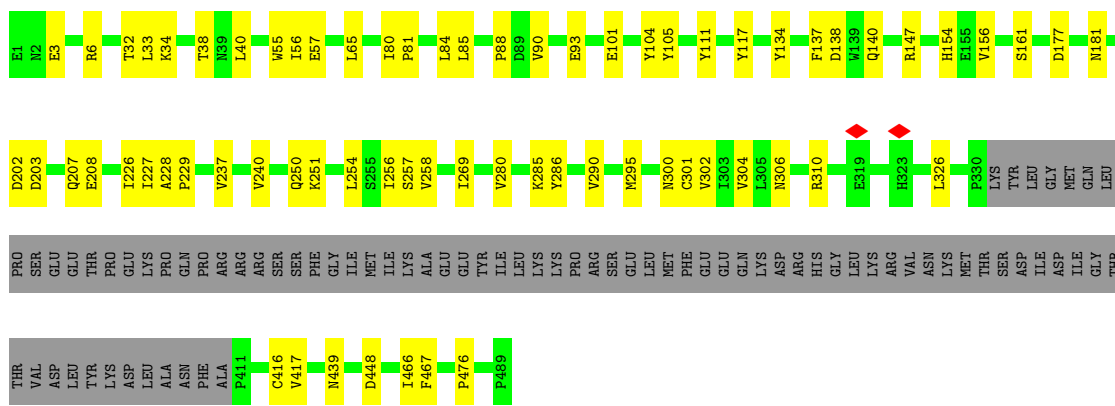 E1 N2 E3 R6 T32 L33 K34 T38 N39 L40 W55 I56 E57 L65 I80 P81 L84 L85 P88 D89 V90 E93 E101 Y104 Y105 Y111 Y117 Y134 F137 D138 W139 Q140 R147 H154 E155 V156 S161 D177 N181
D202 D203 Q207 E208 I226 I227 A228 P229 V237 V240 Q250 K251 L254 S255 I256 S257 V258 I269 V280 K285 Y286 V290 M295 N300 C301 V302 I303 V304 L305 N306 R310 E319 H323 L326 P330 LYS TYR LEU GLY MET GLN LEU
PRO SER GLU GLU THR PRO GLU LYS PRO GLN PRO ARG ARG ARG SER SER PHE GLY ILE MET ILE LYS ALA GLU GLU TYR ILE LEU LYS LYS PRO ARG SER GLU LEU MET PHE GLU GLU GLN LYS ASP ARG HIS GLY LEU LYS ARG VAL ASN LYS MET THR SER ASP ILE ASP ILE GLY THR
THR VAL ASP LEU TYR LYS ASP LEU ALA ASN PHE ALA P411 C416 V417 N439 D448 I466 F467 P476 P489